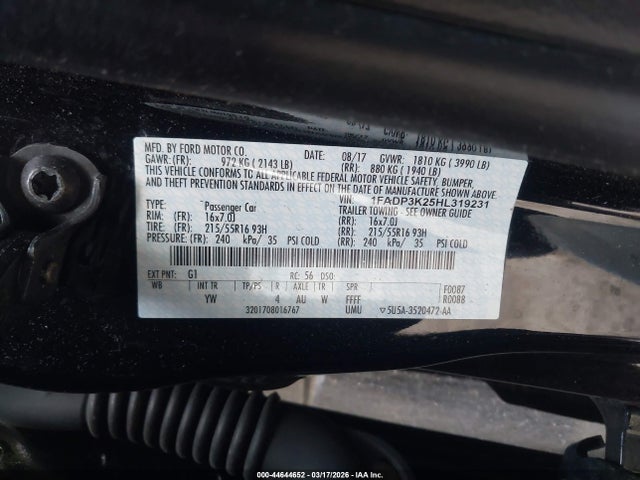 MFD. BY FORD MOTOR CO. DATE: 08/17 GVWR: 1810 KG ( 3990 LB)
GAWR: (FR): 972 KG ( 2143 LB) (RR): 880 KG ( 1940 LB)
THIS VEHICLE CONFORMS TO ALL APPLICABLE FEDERAL MOTOR VEHICLE SAFETY, BUMPER,
AND THEFT PREVENTION STANDARDS IN EFFECT ON THE DATE OF MANUFACTURE SHOWN ABOVE.
VIN: 1FADP3K25HL319231
TYPE: Passenger Car TRAILER TOWING - SEE OWNER GUIDE
RIM: (FR): 16x7.0J (RR): 16x7.0J
TIRE: (FR): 215/55R16 93H (RR): 215/55R16 93H
PRESSURE: (FR): 240 kPa/ 35 PSI COLD (RR): 240 kPa/ 35 PSI COLD
EXT PNT: G1 RC: 56 DSO:
WB INT TR TP/PS R AXLE TR SPR F0087
YW 4 AU W FFFF R0088
3201708016767 UMU ▽5U5A-3520472-AA
00-44644652 | 03/17/2026 - IAA Inc.